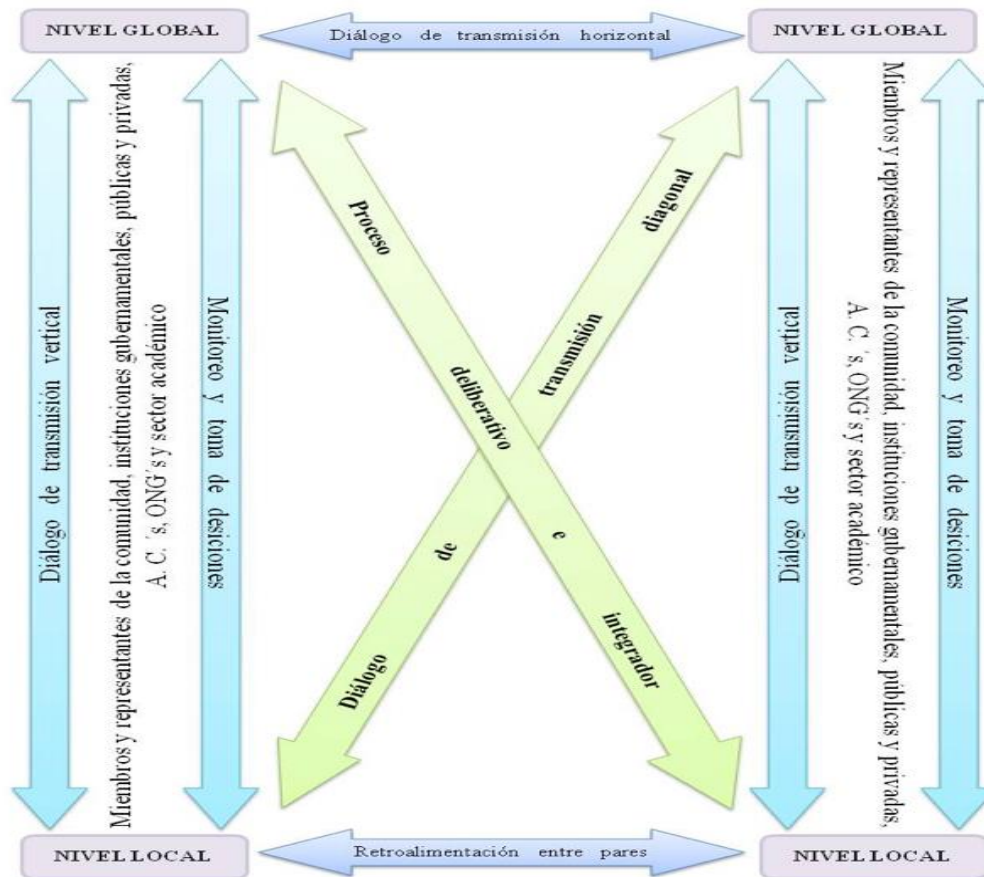 NIVEL GLOBAL
Diálogo de transmisión horizontal
NIVEL GLOBAL
Diálogo de transmisión vertical
Miembros y representantes de la comunidad, instituciones gubernamentales, públicas y privadas,
A. C. ´s, ONG´s y sector académico
Monitoreo y toma de desiciones
Proceso deliberativo e integrador
Diálogo de transmisión diagonal
Diálogo de transmisión vertical
Miembros y representantes de la comunidad, instituciones gubernamentales, públicas y privadas,
A. C. ´s, ONG´s y sector académico
Monitoreo y toma de desiciones
NIVEL LOCAL
Retroalimentación entre pares
NIVEL LOCAL